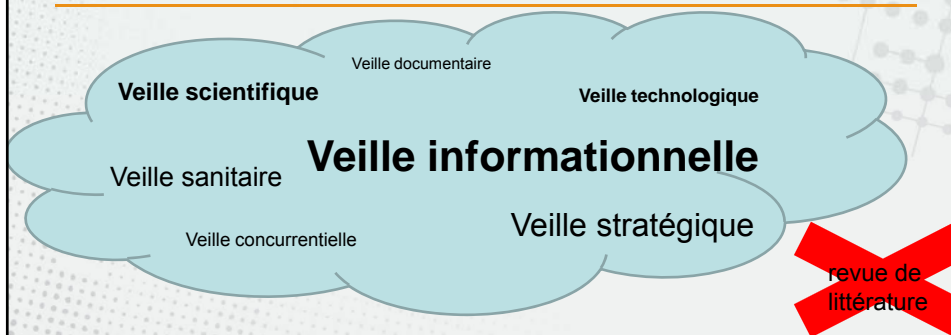 Veille documentaire
Veille scientifique
Veille technologique
Veille informationnelle
Veille sanitaire
Veille stratégique
Veille concurrentielle
revue de
littérature